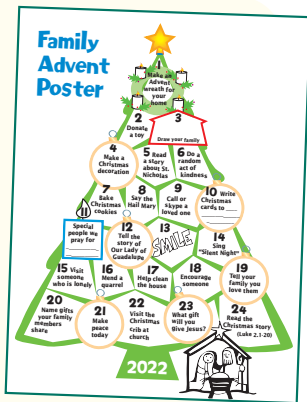 Family
Advent
Poster
1
Make an
Advent
wreath for
your
home
2
Donate
a toy
3
Draw your family
4
Make a
Christmas
decoration
5 Read
a story
about St.
Nicholas
6 Do a
random
act of
kindness
7
Bake
Christmas
cookies
8
Say the
Hail Mary
9
Call or
skype a
loved one
10 Write
Christmas
cards to
11
Special
people we
pray for
12
Tell the
story of
Our Lady of
Guadalupe
13
SMILE
14
Sing
"Silent Night"
15 Visit
someone
who is lonely
16
Mend a
quarrel
17
Help clean
the house
18
Encourage
someone
19
Tell your
family you
love them
20
Name gifts
your family
members
share
21
Make
peace
today
22
Visit the
Christmas
crib at
church
23
What gift
will you
give Jesus?
24
Read the
Christmas story
(Luke 2.1-20)
2022